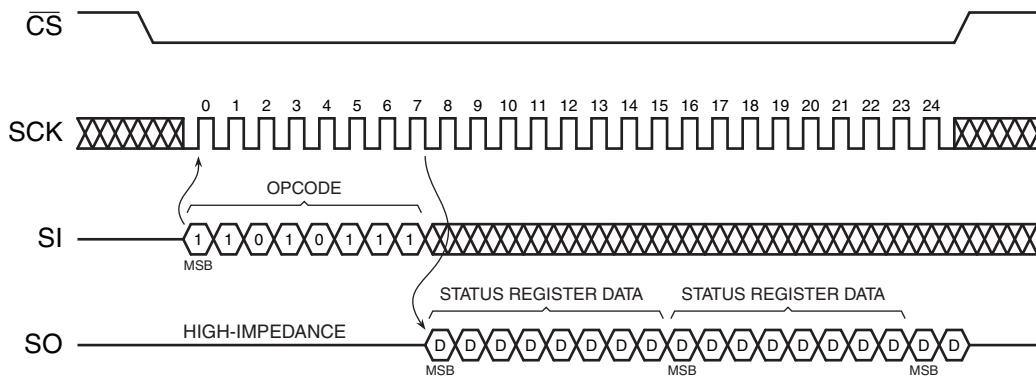 CS
0 1 2 3 4 5 6 7 8 9 10 11 12 13 14 15 16 17 18 19 20 21 22 23 24
SCK
OPCODE
SI 1 1 0 1 0 1 1 1
MSB
STATUS REGISTER DATA STATUS REGISTER DATA
HIGH-IMPEDANCE
SO D D D D D D D D D D D D D D D D D D
MSB MSB MSB